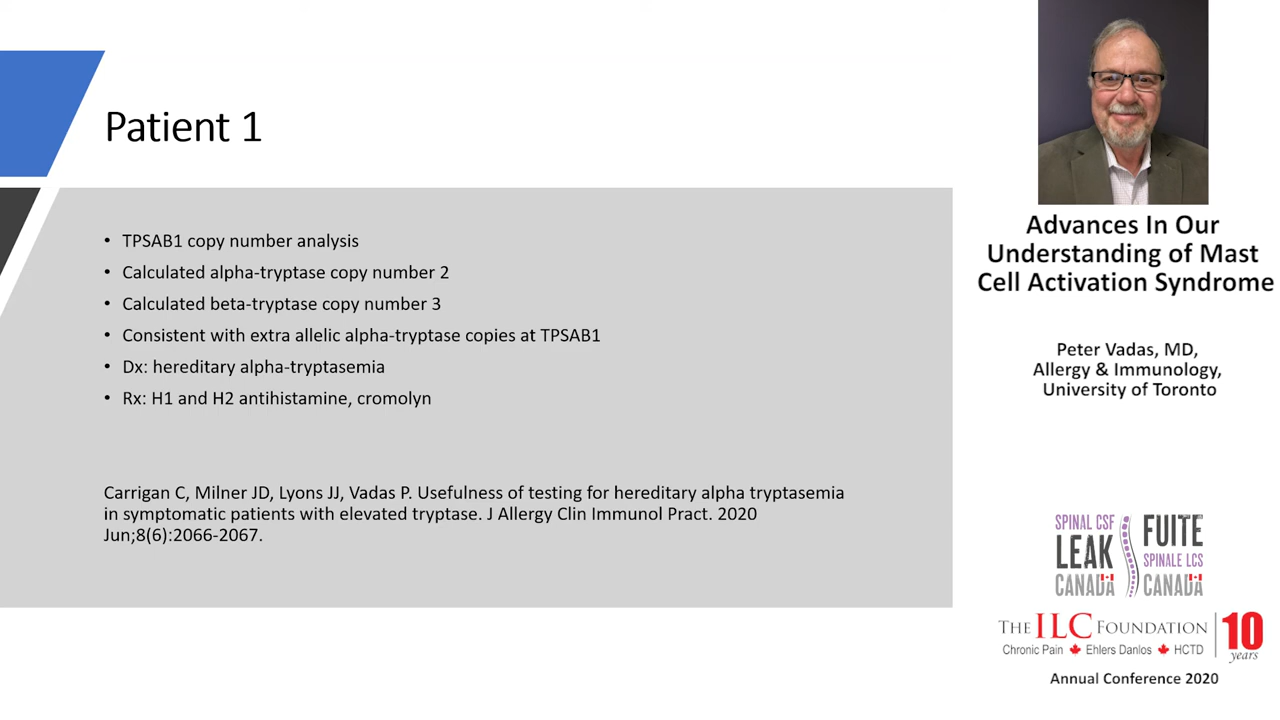 Patient 1
• TPSAB1 copy number analysis
• Calculated alpha-tryptase copy number 2
• Calculated beta-tryptase copy number 3
• Consistent with extra allelic alpha-tryptase copies at TPSAB1
• Dx: hereditary alpha-tryptasemia
• Rx: H1 and H2 antihistamine, cromolyn
Carrigan C, Milner JD, Lyons JJ, Vadas P. Usefulness of testing for hereditary alpha tryptasemia
in symptomatic patients with elevated tryptase. J Allergy Clin Immunol Pract. 2020
Jun;8(6):2066-2067.
Advances In Our
Understanding of Mast
Cell Activation Syndrome
Peter Vadas, MD,
Allergy & Immunology,
University of Toronto
SPINAL CSF
LEAK
CANADA
FUITE
SPINALE LCS
CANADA
THE ILC FOUNDATION
Chronic Pain Ehlers Danlos HCTD
10
years
Annual Conference 2020